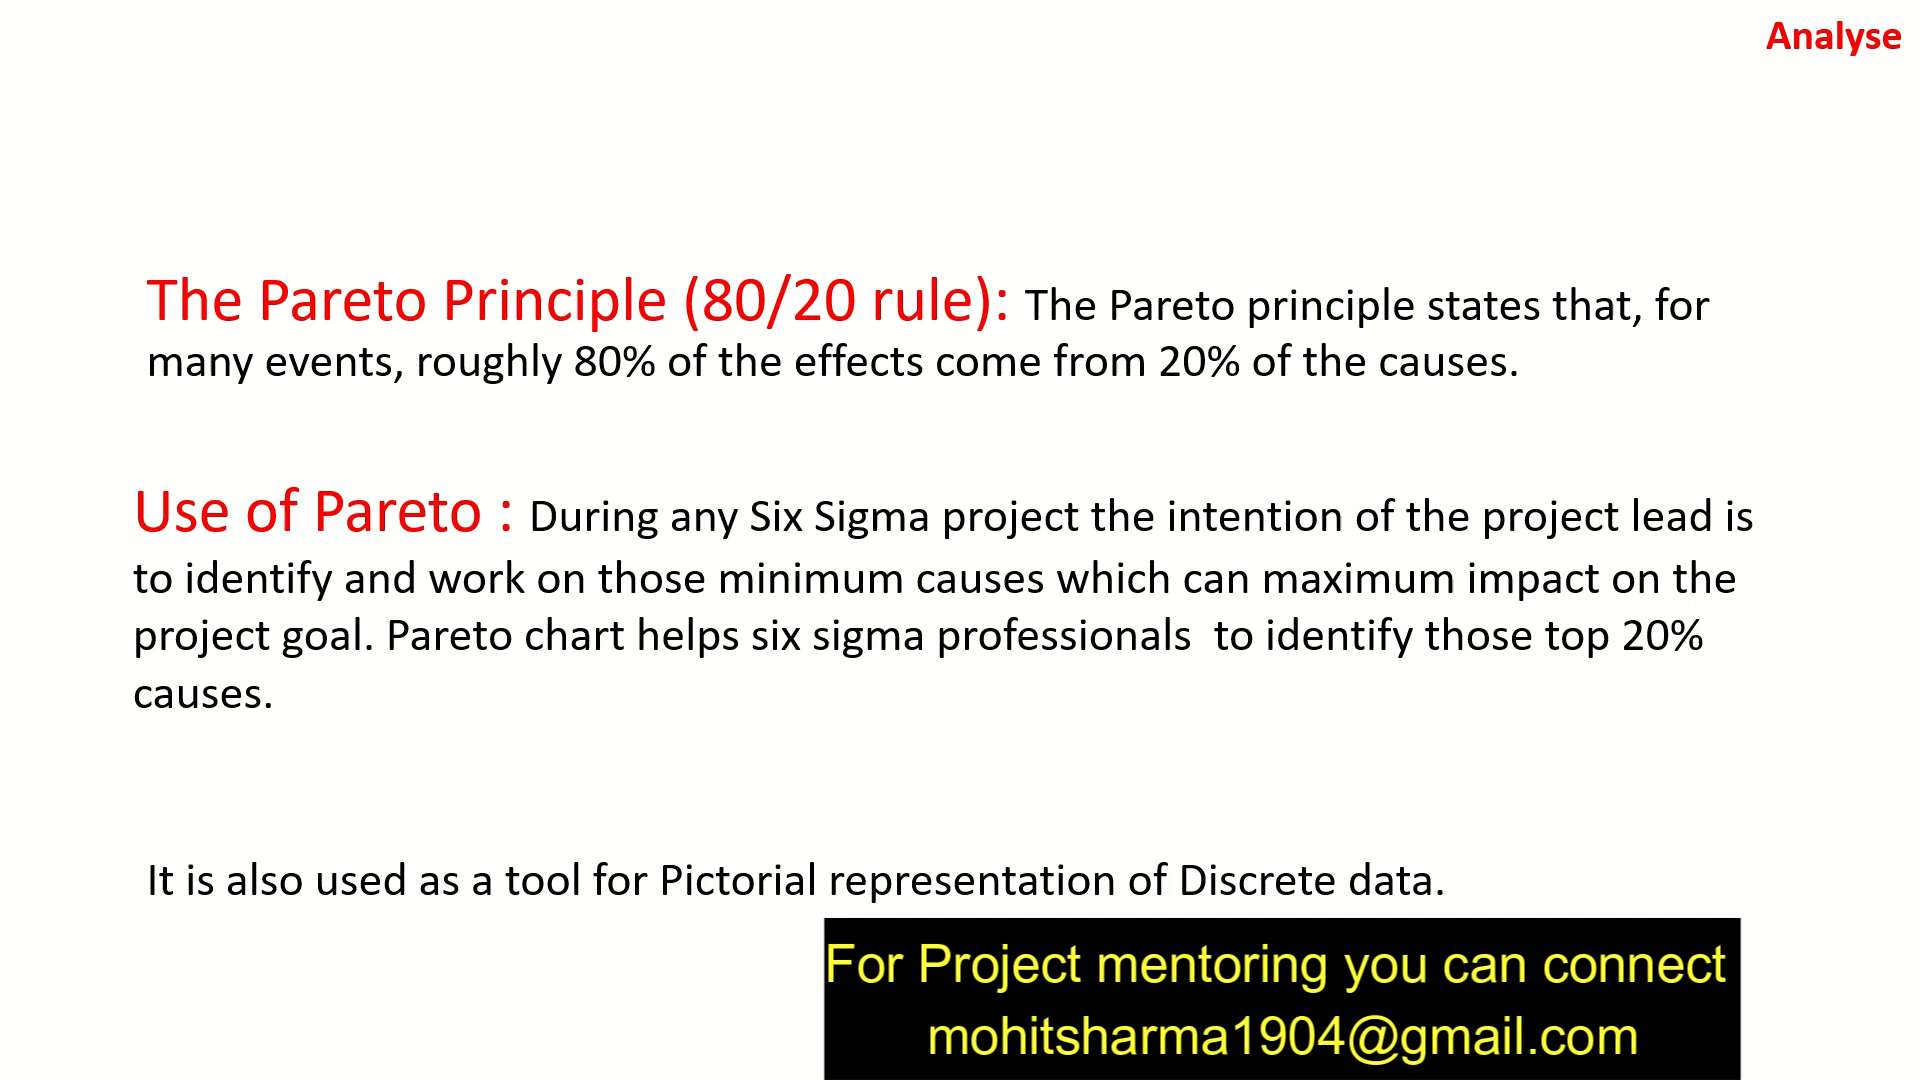 Analyse
The Pareto Principle (80/20 rule): The Pareto principle states that, for
many events, roughly 80% of the effects come from 20% of the causes.
Use of Pareto : During any Six Sigma project the intention of the project lead is
to identify and work on those minimum causes which can maximum impact on the
project goal. Pareto chart helps six sigma professionals  to identify those top 20%
causes.
It is also used as a tool for Pictorial representation of Discrete data.
For Project mentoring you can connect
mohitsharma1904@gmail.com